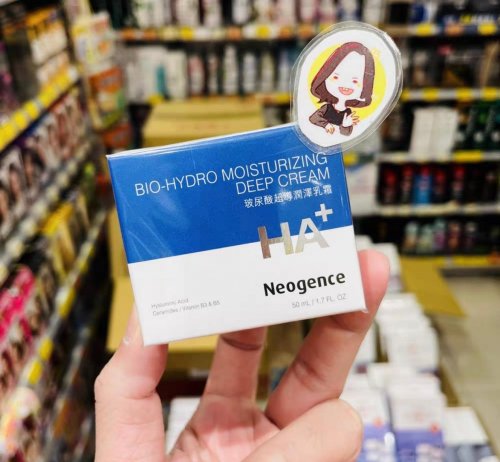 BIO-HYDRO MOISTURIZING
DEEP CREAM
玻尿酸超導潤澤乳霜
HA+
Neogence
Hyaluronic Acid
Ceramides / Vitamin B3 & B5
50 mL / 1.7 FL. OZ